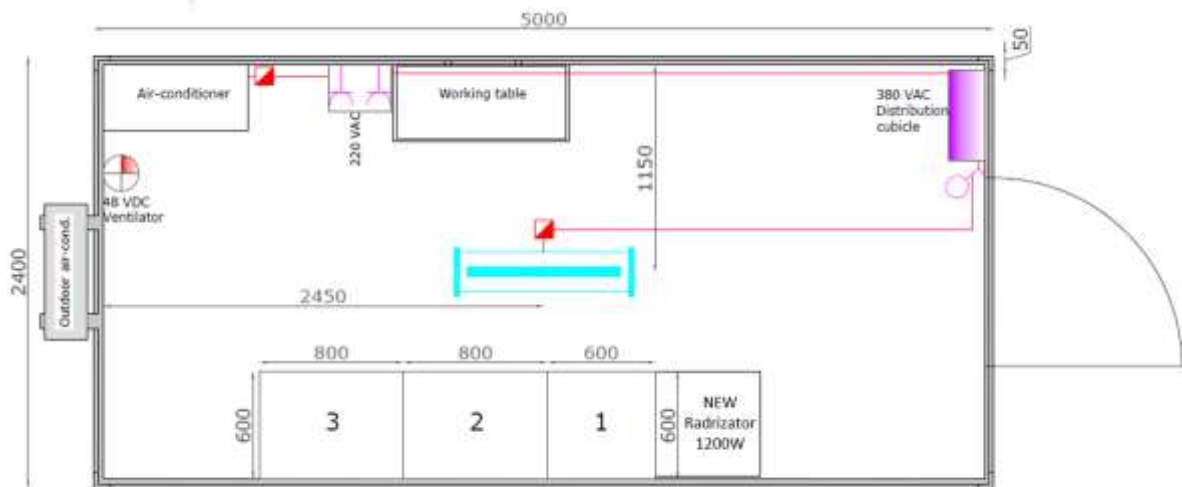 5000
50
Air-conditioner
Working table
380 VAC
Distribution
cubicle
220 VAC
1150
48 VDC
Ventilator
Outdoor air-cond.
2400
2450
800
800
600
600
3
2
1
600
NEW
Radrizator
1200W